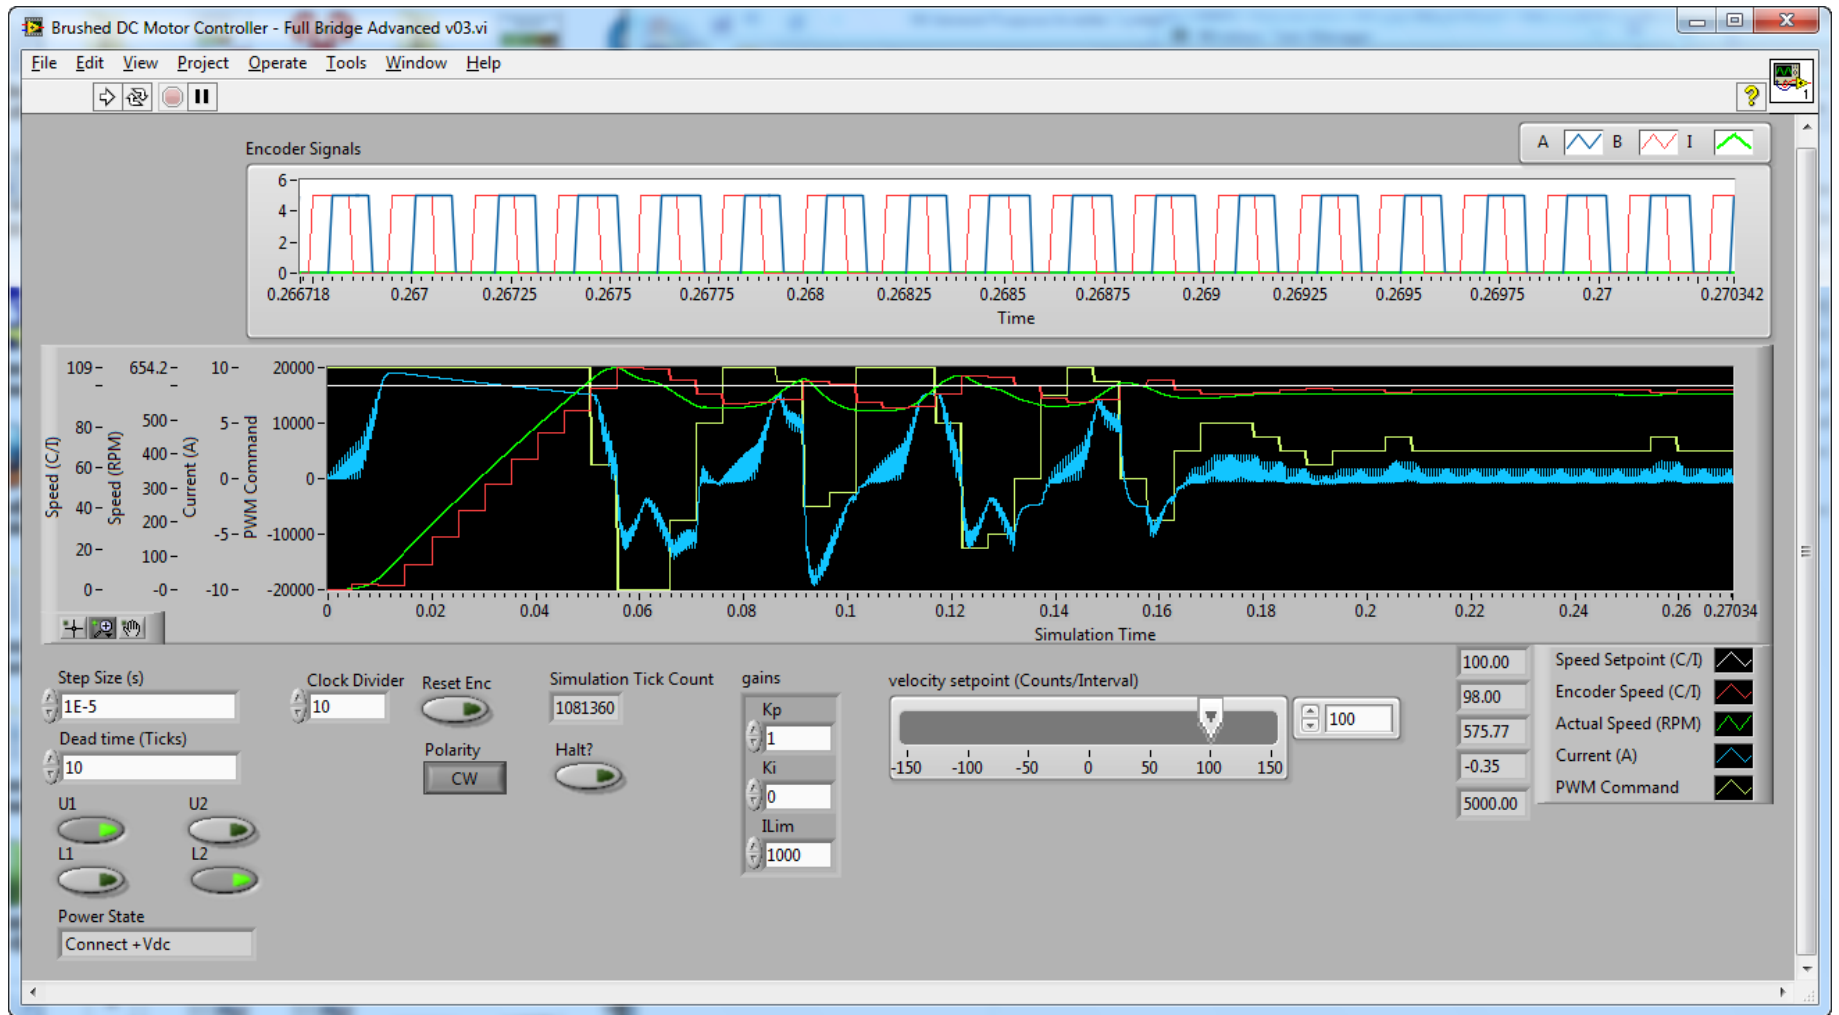 Brushed DC Motor Controller - Full Bridge Advanced v03.vi
File Edit View Project Operate Tools Window Help
? 1
Encoder Signals
A B I
6
4
2
0
0.266718 0.267 0.26725 0.2675 0.26775 0.268 0.26825 0.2685 0.26875 0.269 0.26925 0.2695 0.26975 0.27 0.270342
Time
109 654.2 10 20000
80 500 5 10000
60 400 0 0
40 300 -5 -10000
20 200 -10 -20000
0 100
-0
Speed (C/I)
Speed (RPM)
Current (A)
PWM Command
0 0.02 0.04 0.06 0.08 0.1 0.12 0.14 0.16 0.18 0.2 0.22 0.24 0.26 0.27034
Simulation Time
Step Size (s)
1E-5
Dead time (Ticks)
10
U1 U2
L1 L2
Power State
Connect +Vdc
Clock Divider
10
Reset Enc
Polarity
CW
Simulation Tick Count
1081360
Halt?
gains
Kp
1
Ki
0
ILim
1000
velocity setpoint (Counts/Interval)
100
-150 -100 -50 0 50 100 150
100.00 Speed Setpoint (C/I)
98.00 Encoder Speed (C/I)
575.77 Actual Speed (RPM)
-0.35 Current (A)
5000.00 PWM Command